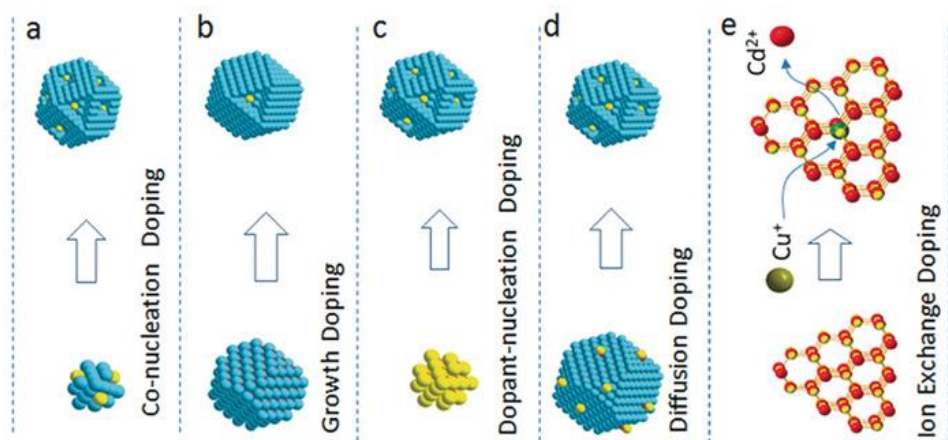 a
Co-nucleation Doping
b
Growth Doping
c
Dopant-nucleation Doping
d
Diffusion Doping
e
Cd²⁺
Cu⁺
Ion Exchange Doping